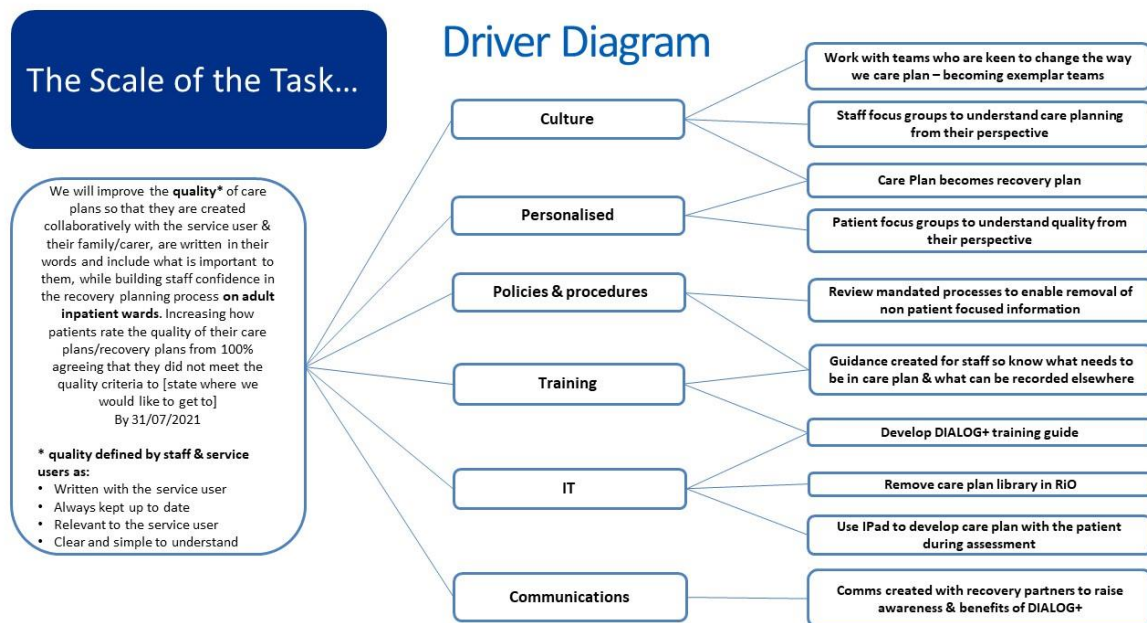 The Scale of the Task...
Driver Diagram
We will improve the quality* of care
plans so that they are created
collaboratively with the service user &
their family/carer, are written in their
words and include what is important to
them, while building staff confidence in
the recovery planning process on adult
inpatient wards. Increasing how
patients rate the quality of their care
plans/recovery plans from 100%
agreeing that they did not meet the
quality criteria to [state where we
would like to get to]
By 31/07/2021
* quality defined by staff & service
users as:
• Written with the service user
• Always kept up to date
• Relevant to the service user
• Clear and simple to understand
Culture
Personalised
Policies & procedures
Training
IT
Communications
Work with teams who are keen to change the way
we care plan – becoming exemplar teams
Staff focus groups to understand care planning
from their perspective
Care Plan becomes recovery plan
Patient focus groups to understand quality from
their perspective
Review mandated processes to enable removal of
non patient focused information
Guidance created for staff so know what needs to
be in care plan & what can be recorded elsewhere
Develop DIALOG+ training guide
Remove care plan library in RiO
Use IPad to develop care plan with the patient
during assessment
Comms created with recovery partners to raise
awareness & benefits of DIALOG+